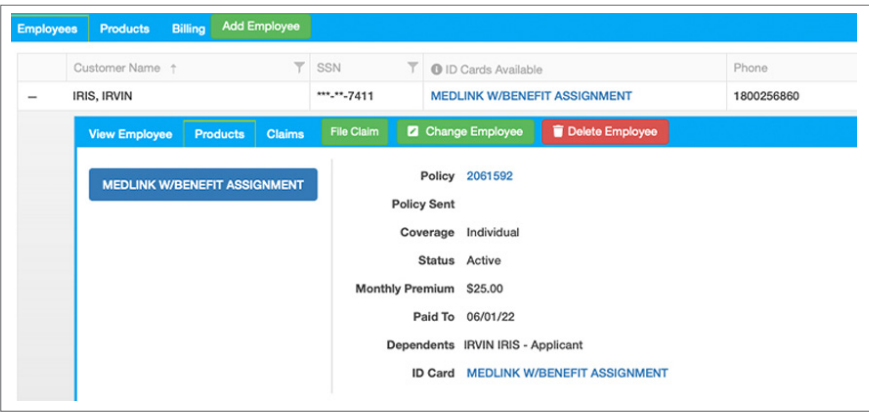 Employees Products Billing Add Employee
Customer Name ↑ SSN ID Cards Available Phone
– IRIS, IRVIN ***-**-7411 MEDLINK W/BENEFIT ASSIGNMENT 1800256860
View Employee Products Claims File Claim Change Employee Delete Employee
MEDLINK W/BENEFIT ASSIGNMENT
Policy 2061592
Policy Sent
Coverage Individual
Status Active
Monthly Premium $25.00
Paid To 06/01/22
Dependents IRVIN IRIS - Applicant
ID Card MEDLINK W/BENEFIT ASSIGNMENT